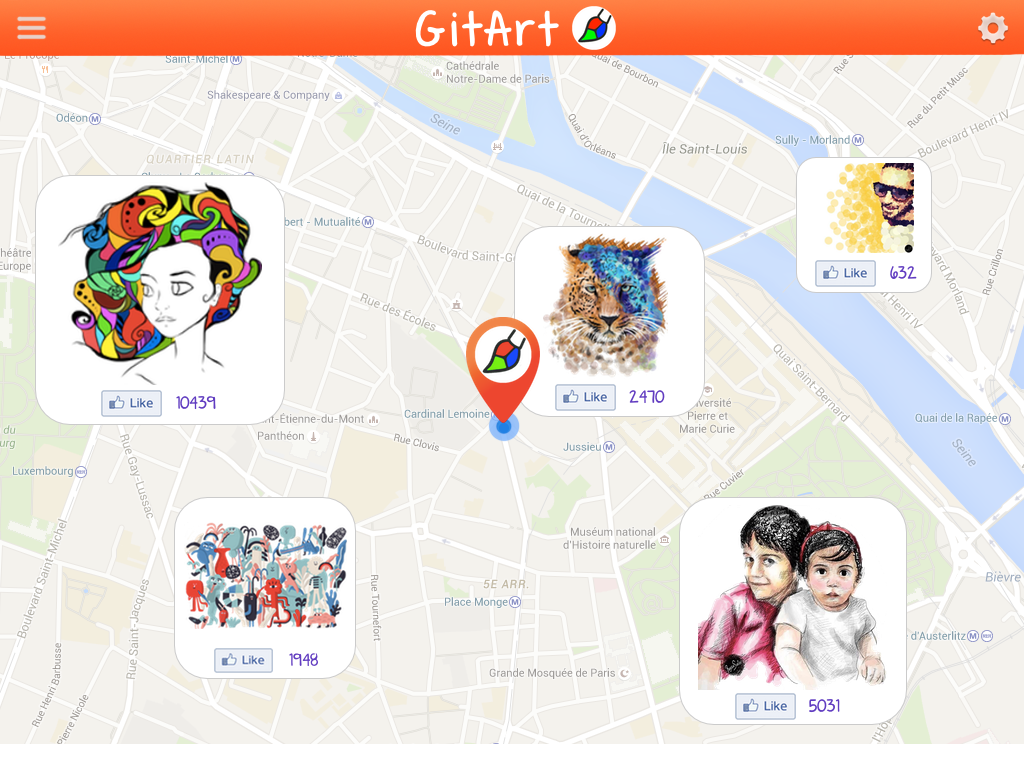 GitArt
Le Procope
Saint-Michel M
Cathédrale
Notre-Dame de Paris
Quai de Bourbon
Rue du Petit Musc
Shakespeare & Company
Odéon M
Seine
Quai d'Orléans
Île Saint-Louis
Sully - Morland M
Boulevard Henri IV
QUARTIER LATIN
Quai de la Tournelle
Mutualité M
Boulevard Saint-G
Théâtre
Europe
Like 632
Rue Crillon
Boulevard Morland
Henri IV
Rue des Écoles
Quai Saint-Bernard
Like 10439
Like 2470
Saint-Étienne-du-Mont
Panthéon
Cardinal Lemoine
Rue Clovis
Université
Pierre et
Marie Curie
Jussieu M
Quai de la Rapée M
Seine
Luxembourg RER
Rue Gay-Lussac
Rue Cuvier
Boulevard Saint-Michel
Muséum national
d'Histoire naturelle
5E ARR.
Place Monge M
Rue Saint-Jacques
Rue Tournefort
Bièvre
d'Austerlitz M RER
Like 1948
Grande Mosquée de Paris
Rue Henri Barbusse
Pierre Nicole
Like 5031